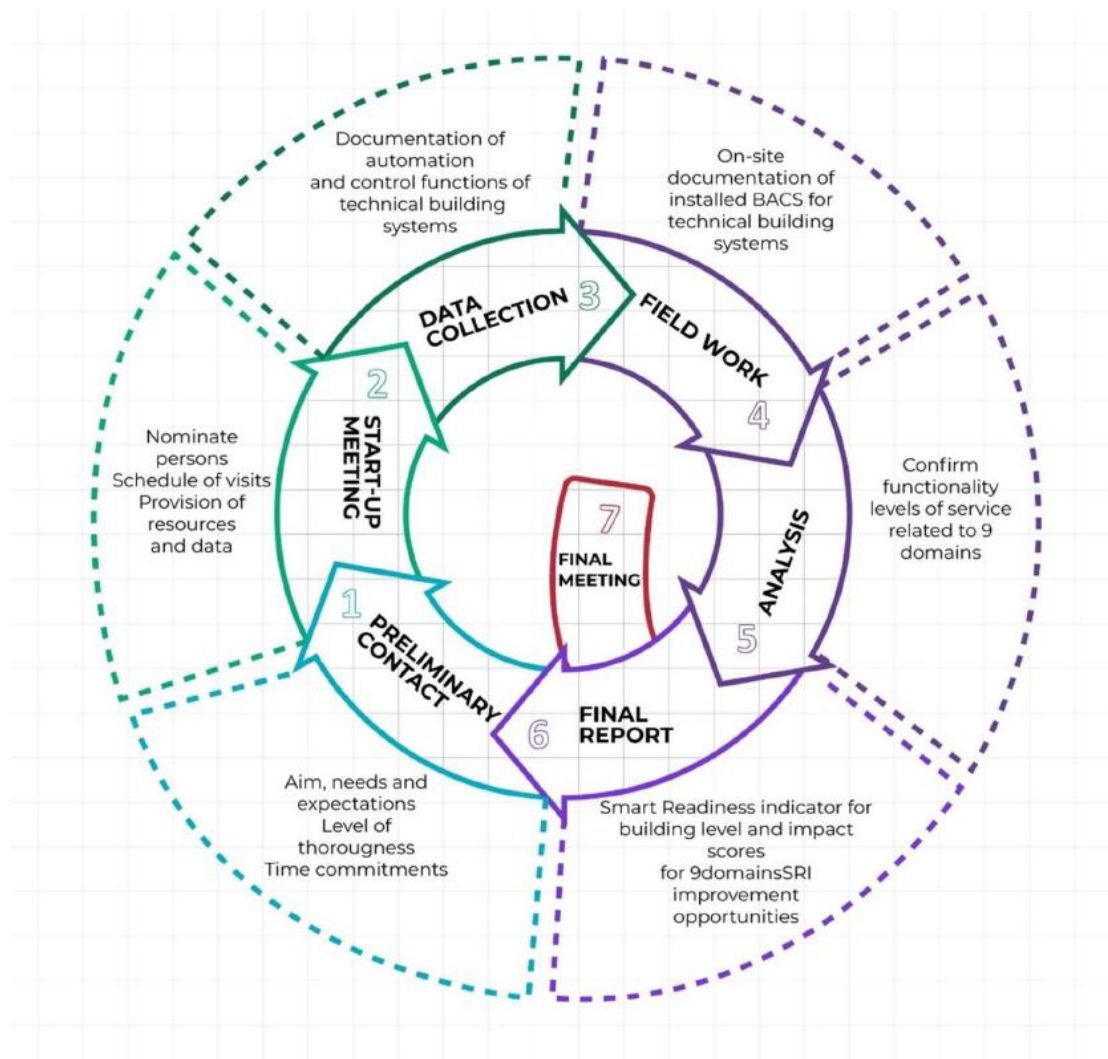 1
PRELIMINARY
CONTACT
Aim, needs and
expectations
Level of
thorougness
Time commitments
2
START-UP
MEETING
Nominate
persons
Schedule of visits
Provision of
resources
and data
3
DATA
COLLECTION
Documentation of
automation
and control functions of
technical building
systems
4
FIELD WORK
On-site
documentation of
installed BACS for
technical building
systems
5
ANALYSIS
Confirm
functionality
levels of service
related to 9
domains
6
FINAL
REPORT
Smart Readiness indicator for
building level and impact
scores
for 9domainsSRI
improvement
opportunities
7
FINAL
MEETING